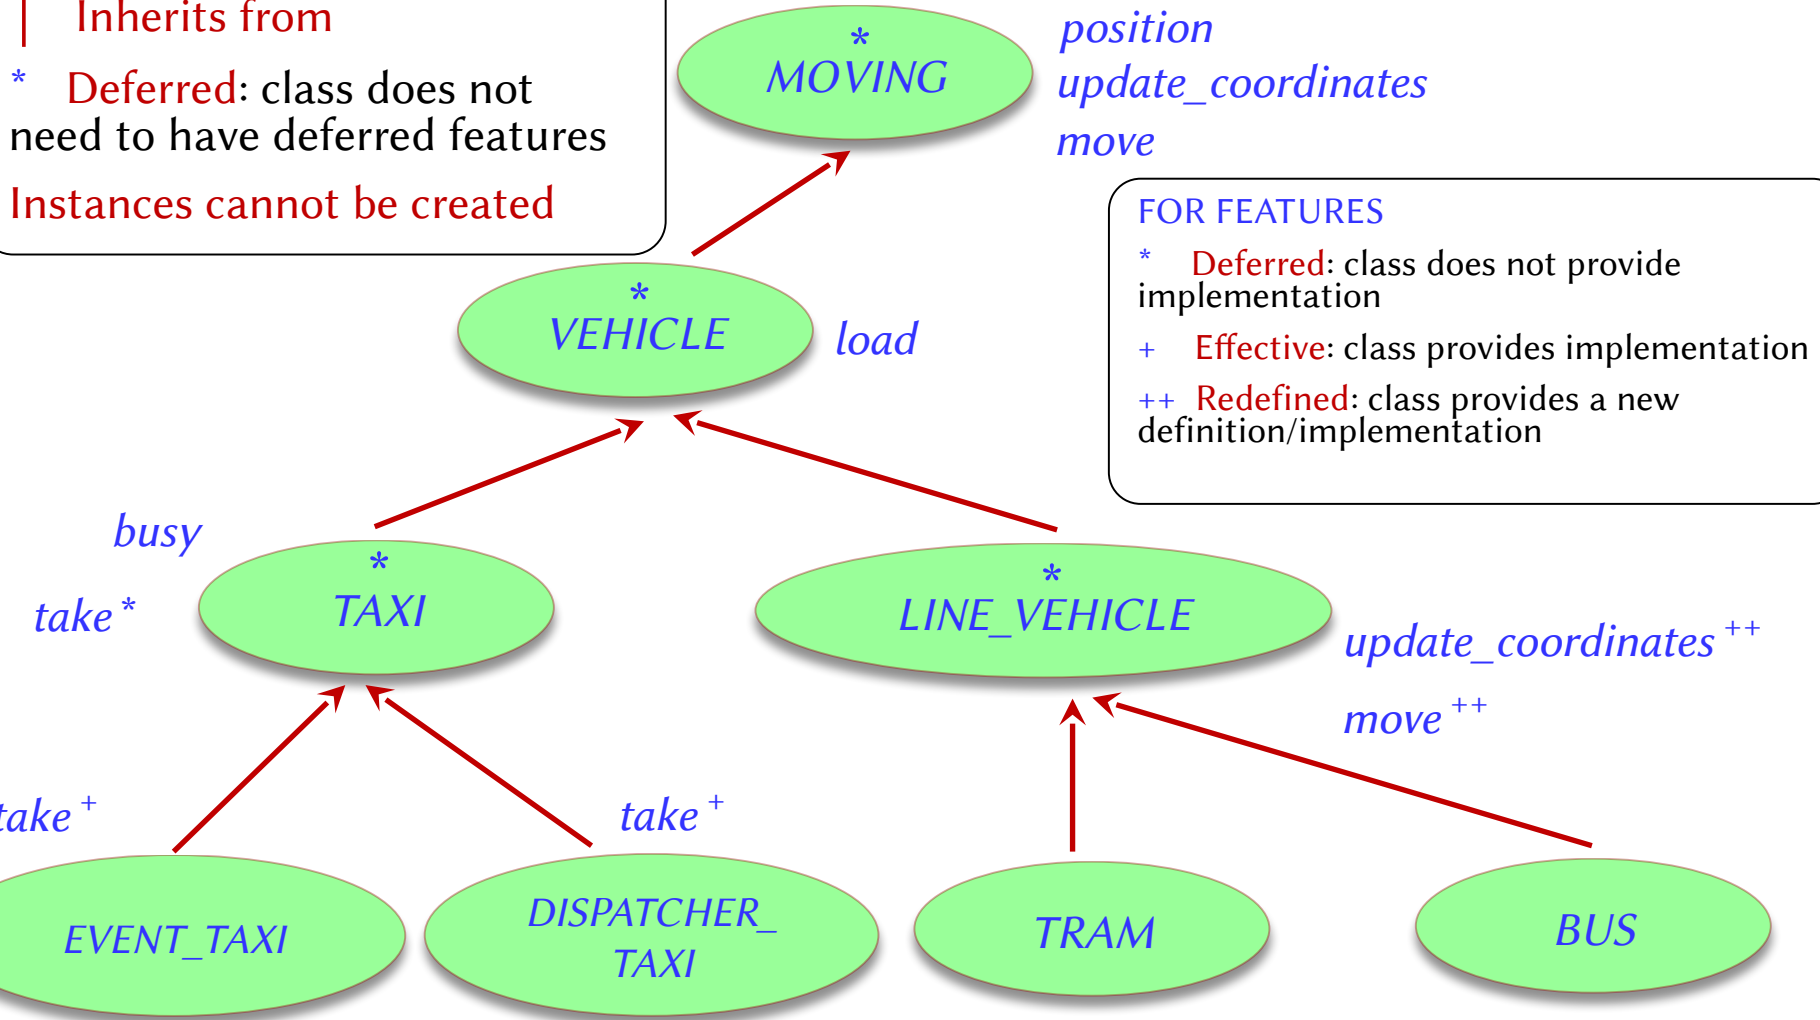 Inherits from
* Deferred: class does not
need to have deferred features
Instances cannot be created
*
MOVING
position
update_coordinates
move
FOR FEATURES
* Deferred: class does not provide
implementation
+ Effective: class provides implementation
++ Redefined: class provides a new
definition/implementation
*
VEHICLE
load
busy
take *
*
TAXI
*
LINE_VEHICLE
update_coordinates ++
move ++
take +
take +
EVENT_TAXI
DISPATCHER_
TAXI
TRAM
BUS